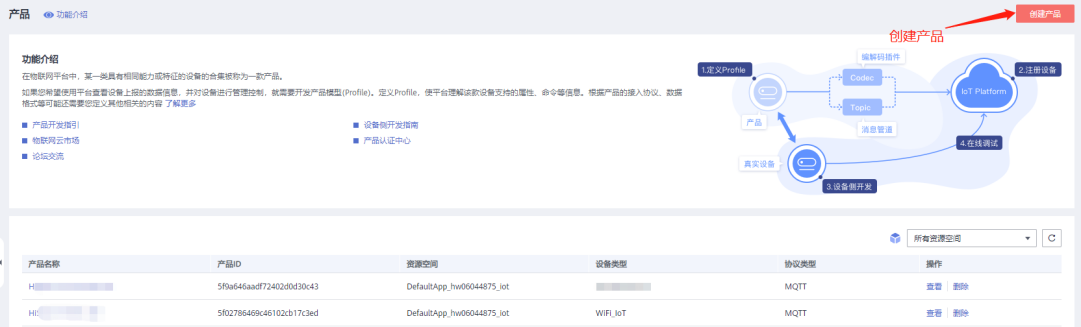 产品 功能介绍
创建产品
创建产品
功能介绍
在物联网平台中，某一类具有相同能力或特征的设备的合集被称为一款产品。
如果您希望使用平台查看设备上报的数据信息，并对设备进行管理控制，就需要开发产品模型(Profile)。定义Profile，使平台理解该款设备支持的属性、命令等信息。根据产品的接入协议、数据
格式等可能还需要您定义其他相关的内容 了解更多
产品开发指引
设备侧开发指南
物联网云市场
产品认证中心
论坛交流
1.定义Profile
编解码插件
Codec
Topic
消息管道
产品
IoT Platform
2.注册设备
4.在线调试
真实设备
3.设备侧开发
所有资源空间
产品名称 产品ID 资源空间 设备类型 协议类型 操作
H 5f9a646aadf72402d0d30c43 DefaultApp_hw06044875_iot MQTT 查看 删除
HIS 5f02786469c46102cb17c3ed DefaultApp_hw06044875_iot WiFi_IoT MQTT 查看 删除